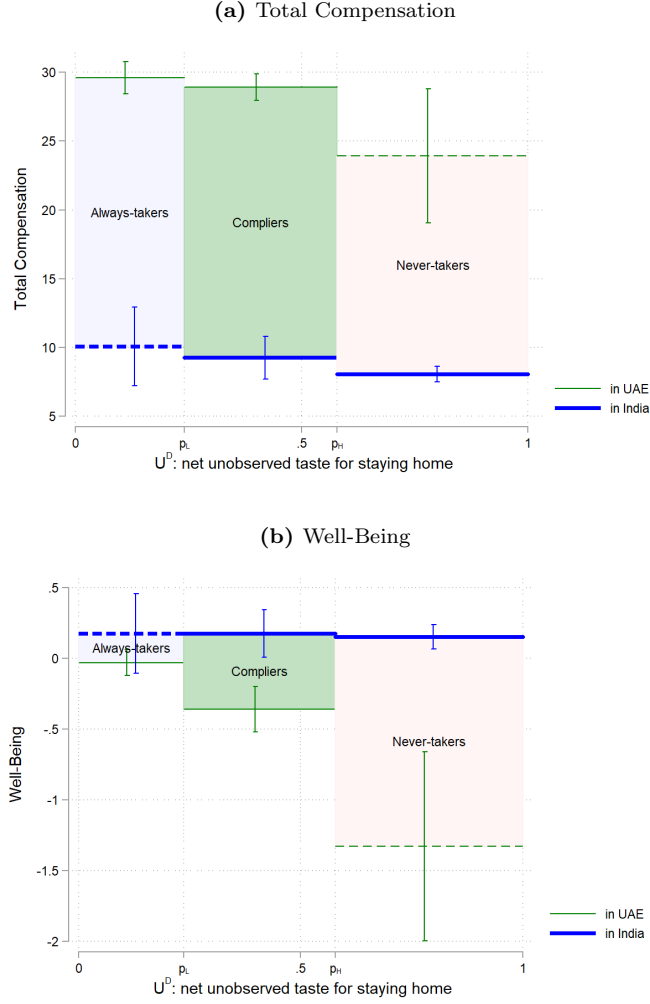 (a) Total Compensation
30
25
20
15
10
5
Total Compensation
Always-takers
Compliers
Never-takers
in UAE
in India
0
pL
.5
pH
1
U^D: net unobserved taste for staying home
(b) Well-Being
.5
0
-.5
-1
-1.5
-2
Well-Being
Always-takers
Compliers
Never-takers
in UAE
in India
0
pL
.5
pH
1
U^D: net unobserved taste for staying home